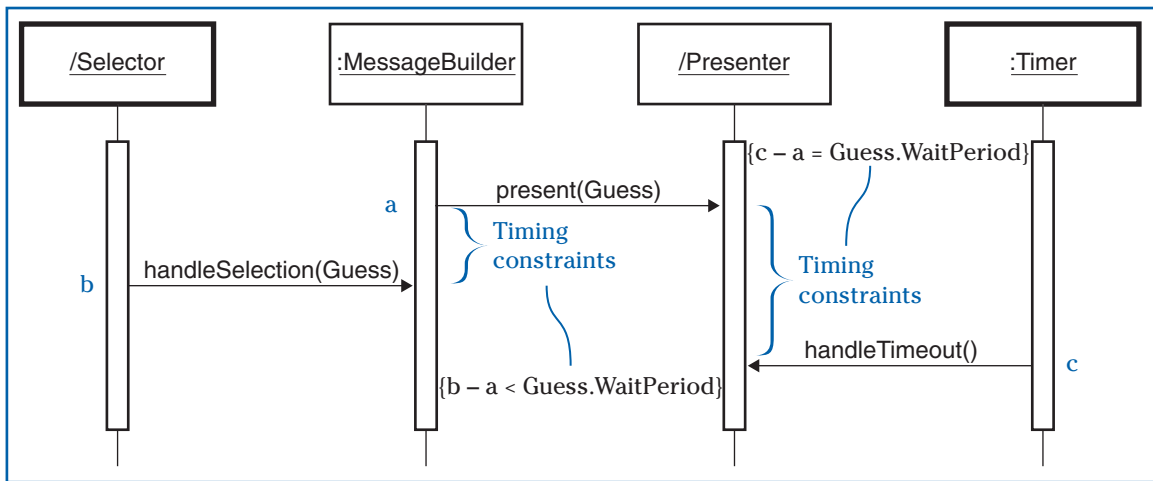 /Selector
:MessageBuilder
/Presenter
:Timer
{c – a = Guess.WaitPeriod}
a
present(Guess)
Timing
constraints
b
handleSelection(Guess)
Timing
constraints
handleTimeout()
c
{b – a < Guess.WaitPeriod}